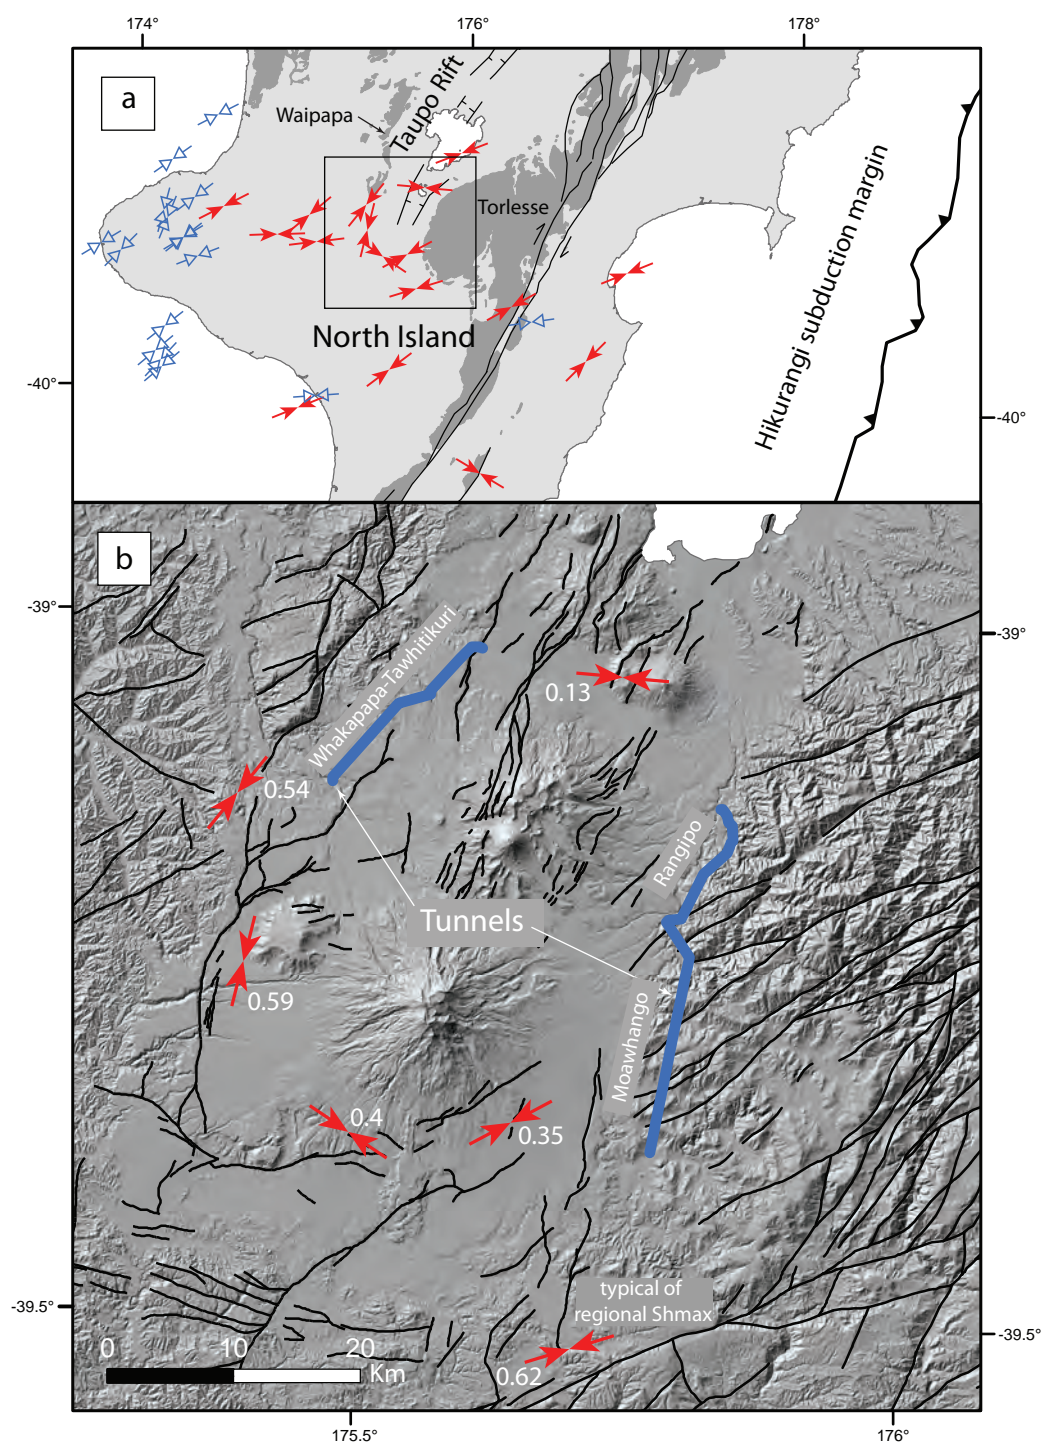 174°
176°
178°
a
Waipapa
Taupo Rift
Torlesse
North Island
Hikurangi subduction margin
-40°
-40°
b
-39°
-39°
Whakapapa-Tawhitikuri
0.13
0.54
Rangipo
Tunnels
0.59
Moawhango
0.4
0.35
typical of
regional Shmax
-39.5°
-39.5°
0
10
20
Km
0.62
175.5°
176°